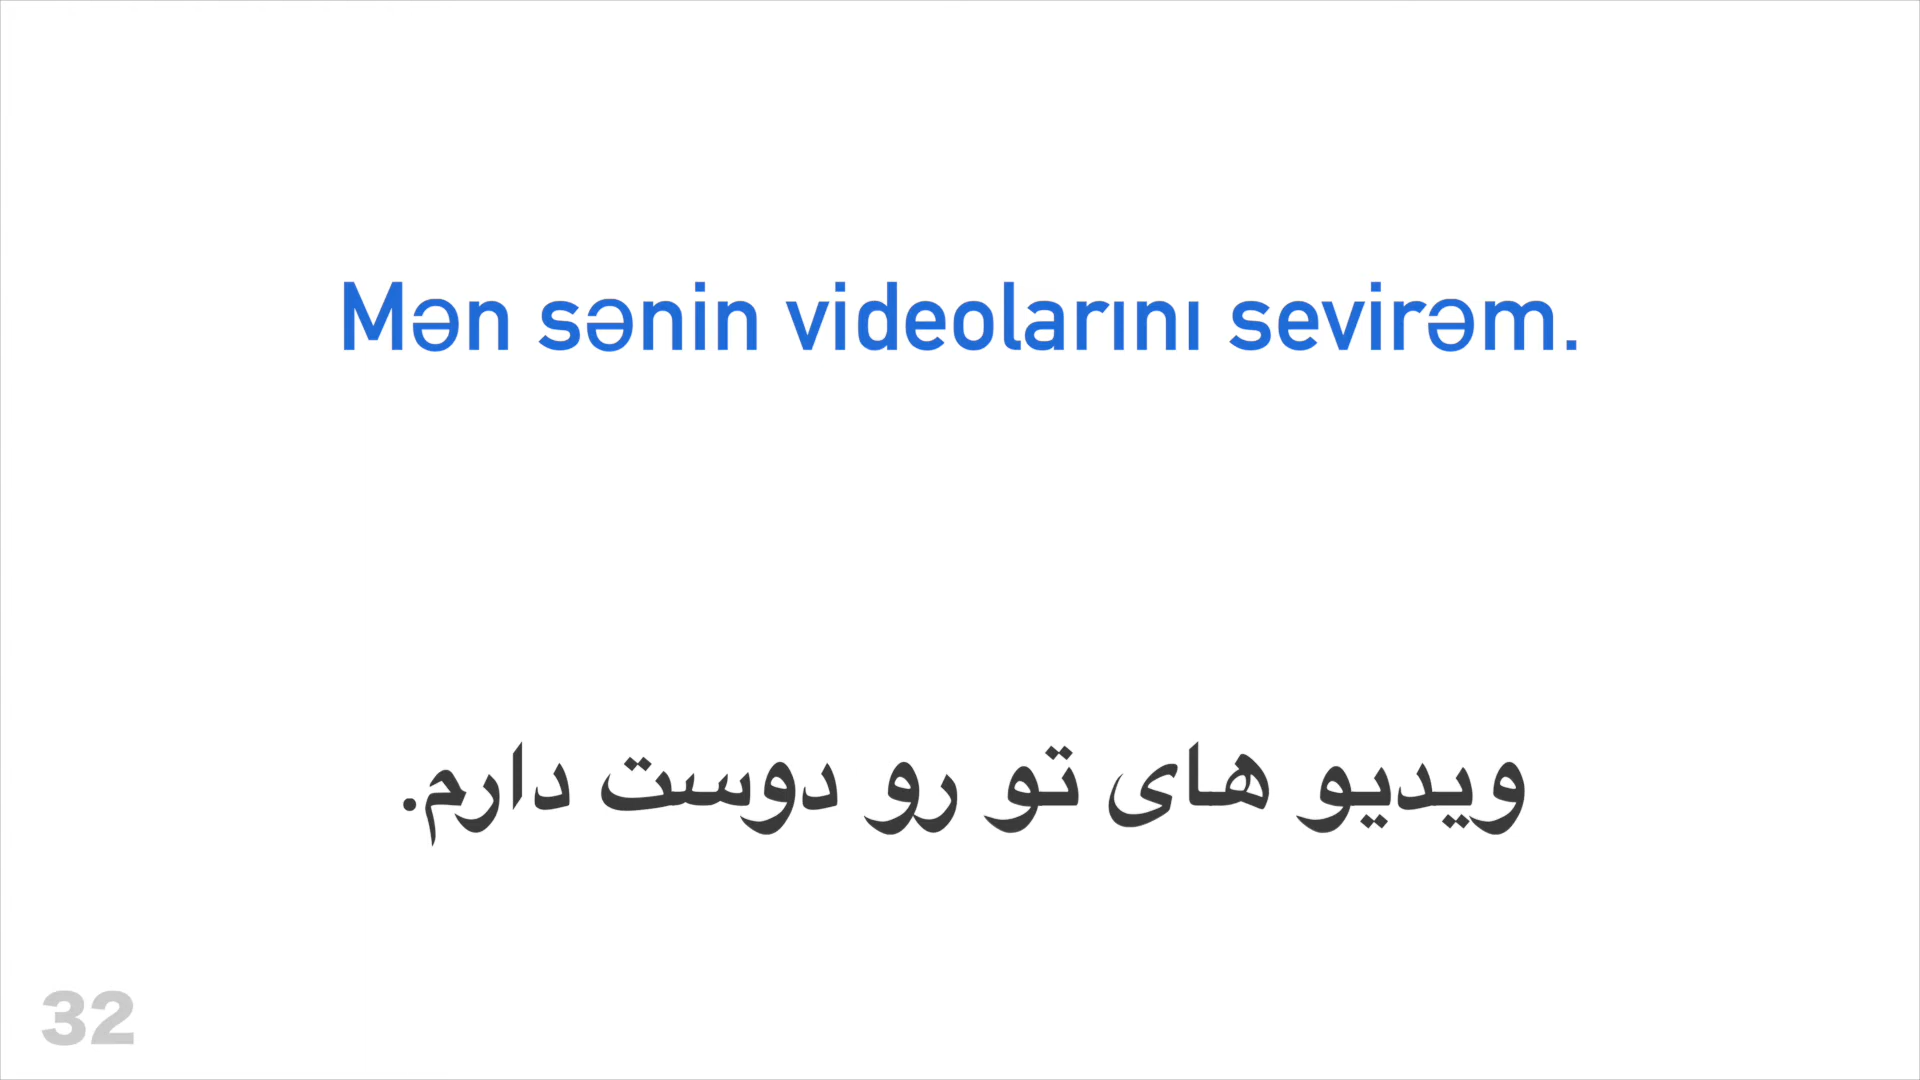 Mən sənin videolarını sevirəm.
ویدیو های تو رو دوست دارم.
32